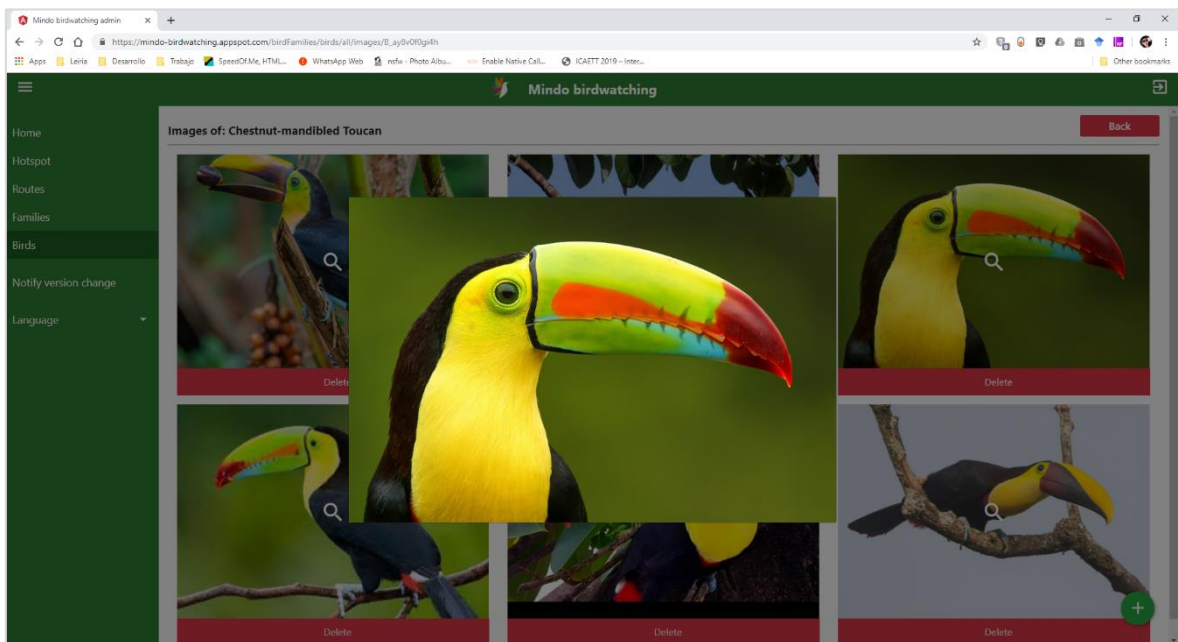 Mindo birdwatching admin
https://mindo-birdwatching.appspot.com/birdFamilies/birds/all/images/B_ay8v0f0gi4h
Apps Leiria Desarrollo Trabajo SpeedOf.Me, HTML... WhatsApp Web nsfw - Photo Albu... Enable Native Call... ICAETT 2019 – Inter... Other bookmarks
Mindo birdwatching
Home
Hotspot
Routes
Families
Birds
Notify version change
Language
Images of: Chestnut-mandibled Toucan
Back
Delete
Delete
Delete
Delete
Delete